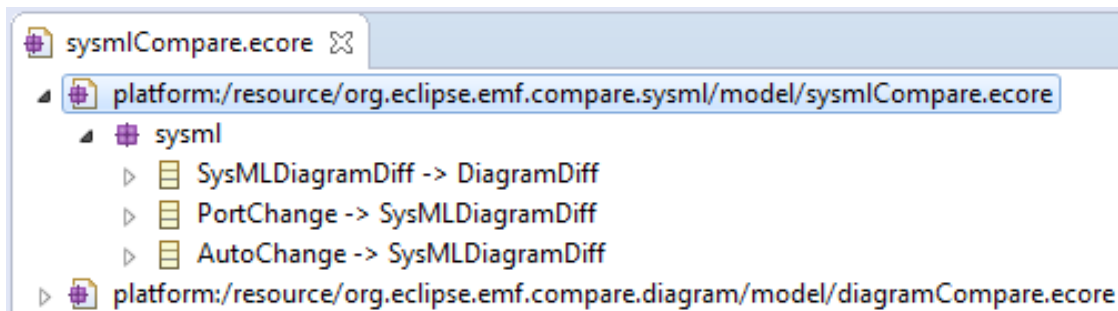 sysmlCompare.ecore
platform:/resource/org.eclipse.emf.compare.sysml/model/sysmlCompare.ecore
sysml
SysMLDiagramDiff -> DiagramDiff
PortChange -> SysMLDiagramDiff
AutoChange -> SysMLDiagramDiff
platform:/resource/org.eclipse.emf.compare.diagram/model/diagramCompare.ecore